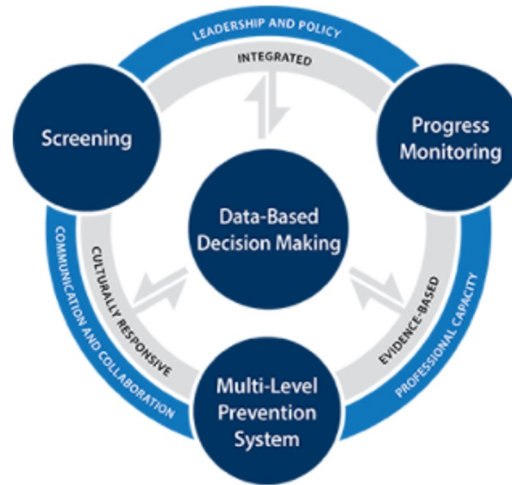 LEADERSHIP AND POLICY
INTEGRATED
Screening
Progress
Monitoring
Data-Based
Decision Making
COMMUNICATION AND COLLABORATION
CULTURALLY RESPONSIVE
EVIDENCE-BASED
PROFESSIONAL CAPACITY
Multi-Level
Prevention
System